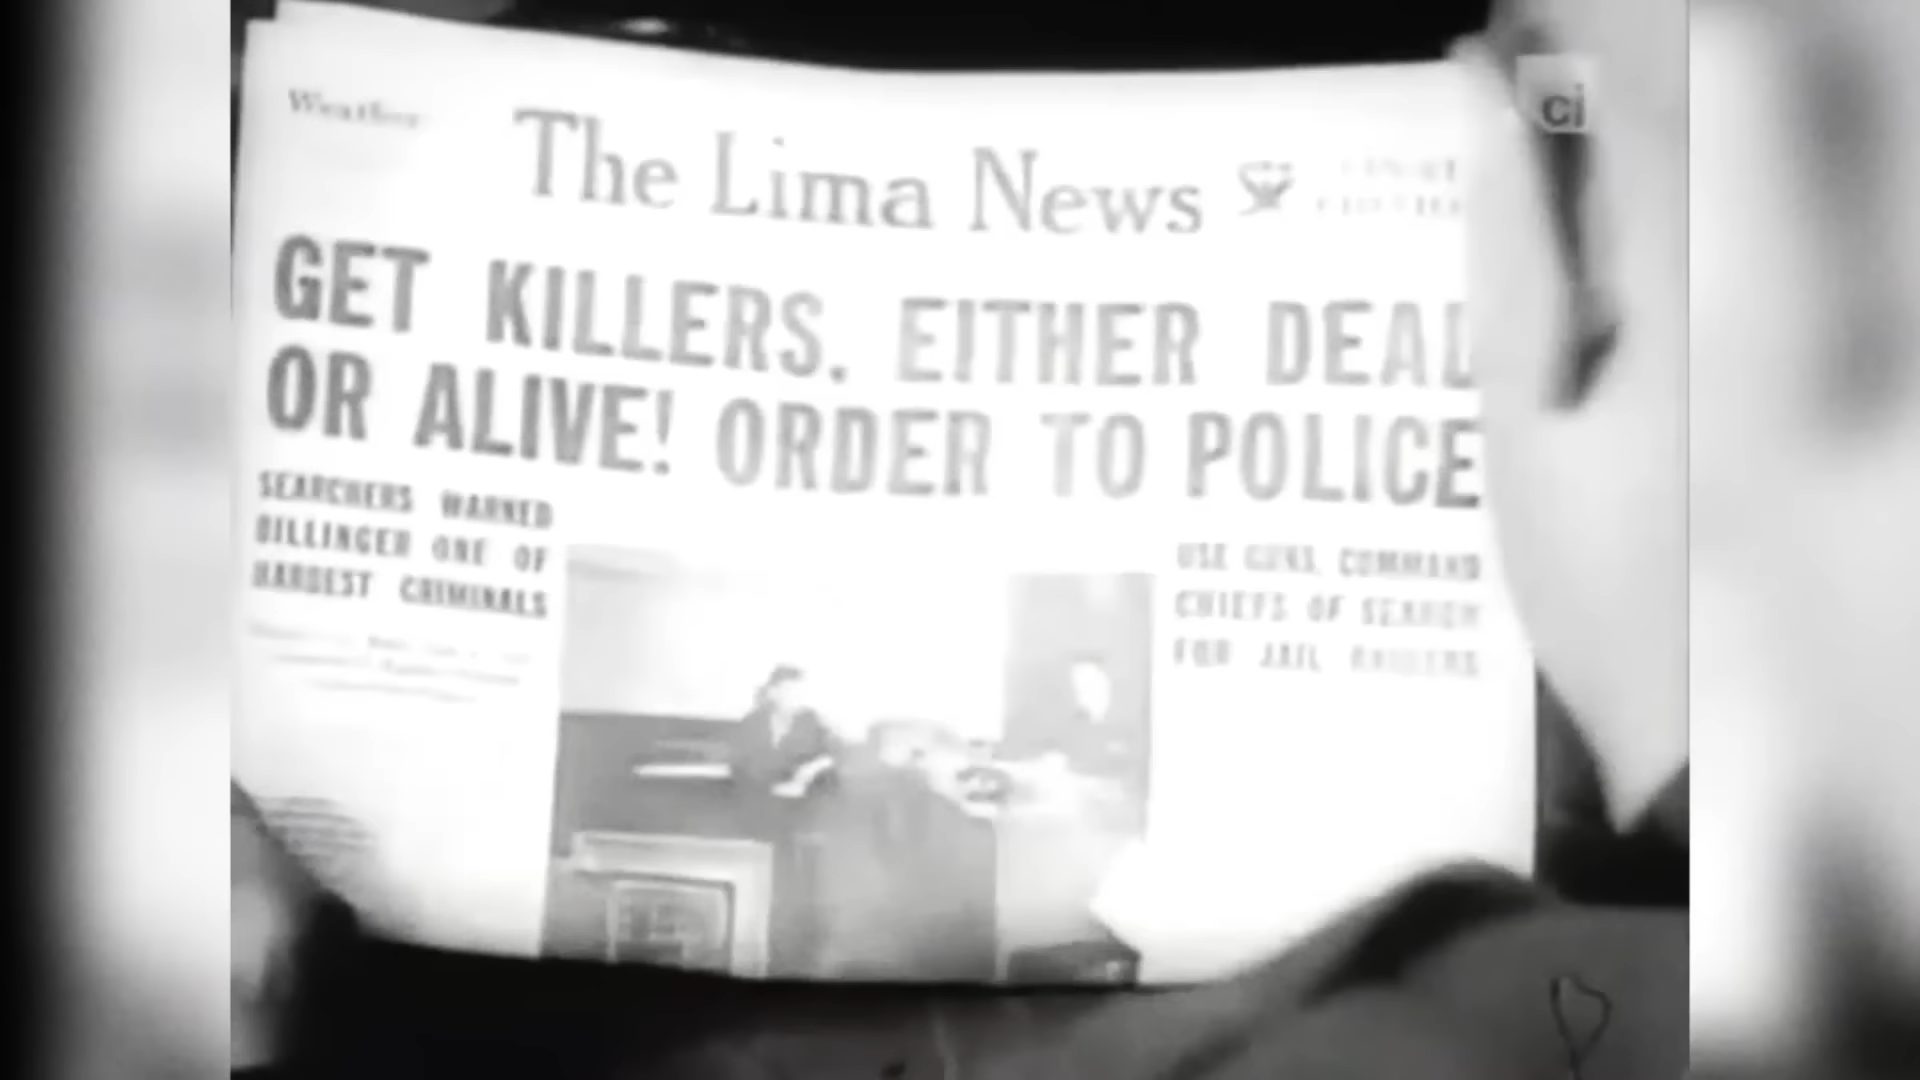 ci
Weather
The Lima News
GET KILLERS. EITHER DEAD
OR ALIVE! ORDER TO POLICE
SEARCHERS WARNED
DILLINGER ONE OF
HARDEST CRIMINALS
USE GUNS, COMMAND
CHIEFS OF SEARCH
FOR JAIL RAIDERS